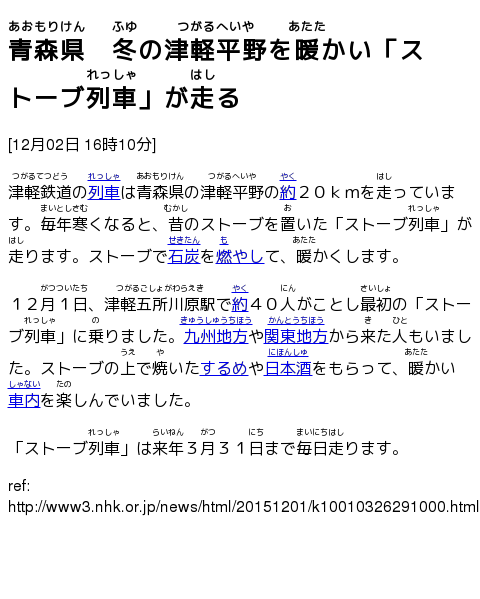 青森県　冬の津軽平野を暖かい「ス
トーブ列車」が走る
[12月02日 16時10分]
津軽鉄道の列車は青森県の津軽平野の約２０ｋｍを走っていま
す。毎年寒くなると、昔のストーブを置いた「ストーブ列車」が
走ります。ストーブで石炭を燃やして、暖かくします。
１２月１日、津軽五所川原駅で約４０人がことし最初の「ストー
ブ列車」に乗りました。九州地方や関東地方から来た人もいまし
た。ストーブの上で焼いたするめや日本酒をもらって、暖かい
車内を楽しんでいました。
「ストーブ列車」は来年３月３１日まで毎日走ります。
ref:
http://www3.nhk.or.jp/news/html/20151201/k10010326291000.html